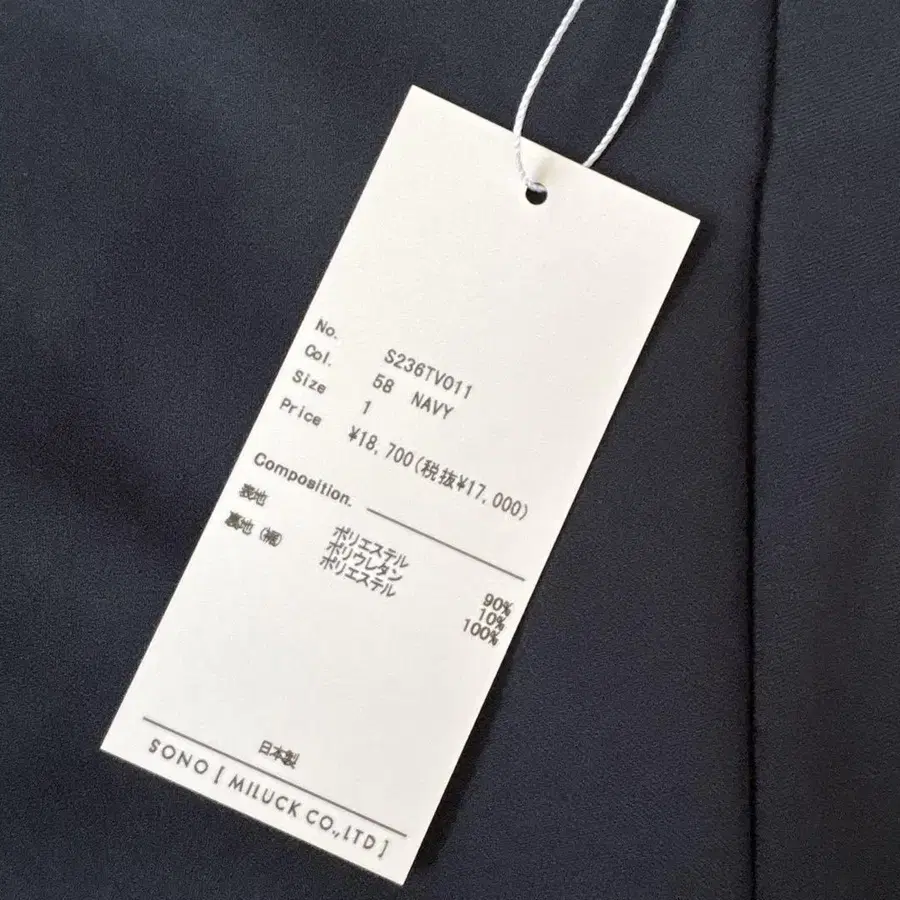 No. S236TV011
Col. 58 NAVY
Size 1
Price ¥18,700(税抜¥17,000)
Composition.
表地 ポリエステル 90%
ポリウレタン 10%
裏地(裾) ポリエステル 100%
日本製
SONO [ MILUCK CO.,LTD ]